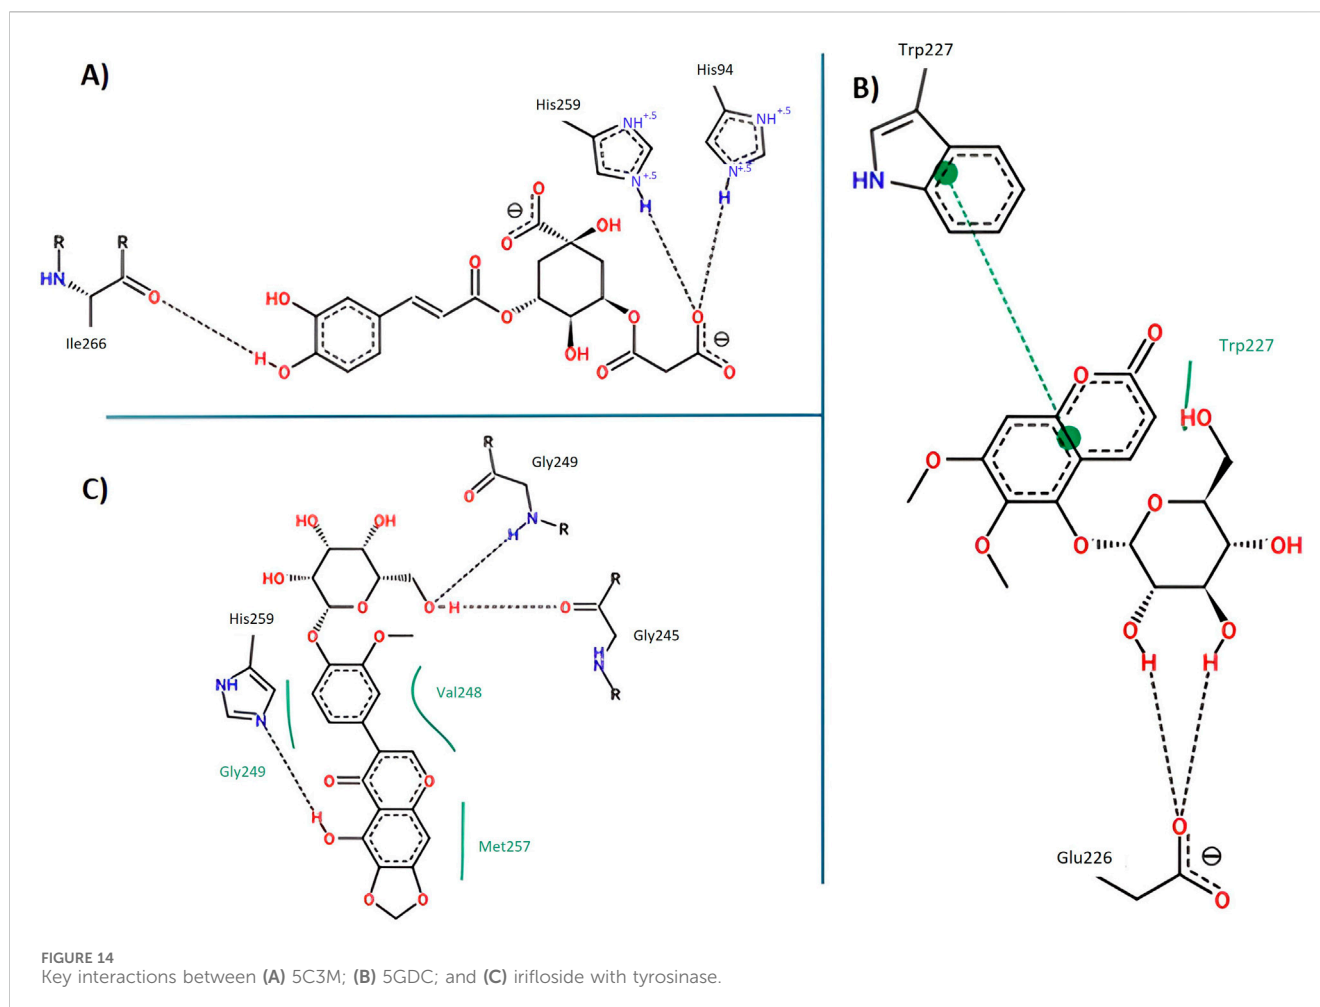 A)
His259
His94
NH+.5
N+.5
H
NH+.5
N+.5
H
O
O
⊖
OH
R
R
HN
O
Ile266
HO
H
O
O
O
OH
O
O
O
⊖
O
B)
Trp227
HN
O
O
Trp227
HO
O
O
O
O
OH
O
O
H
H
O
⊖
O
Glu226
C)
R
Gly249
O
N
H
R
HO
OH
HO
O
O
H
O
R
Gly245
H
N
R
His259
NH
N
O
O
Val248
Gly249
O
O
H
O
Met257
O
O
FIGURE 14
Key interactions between (A) 5C3M; (B) 5GDC; and (C) irifloside with tyrosinase.